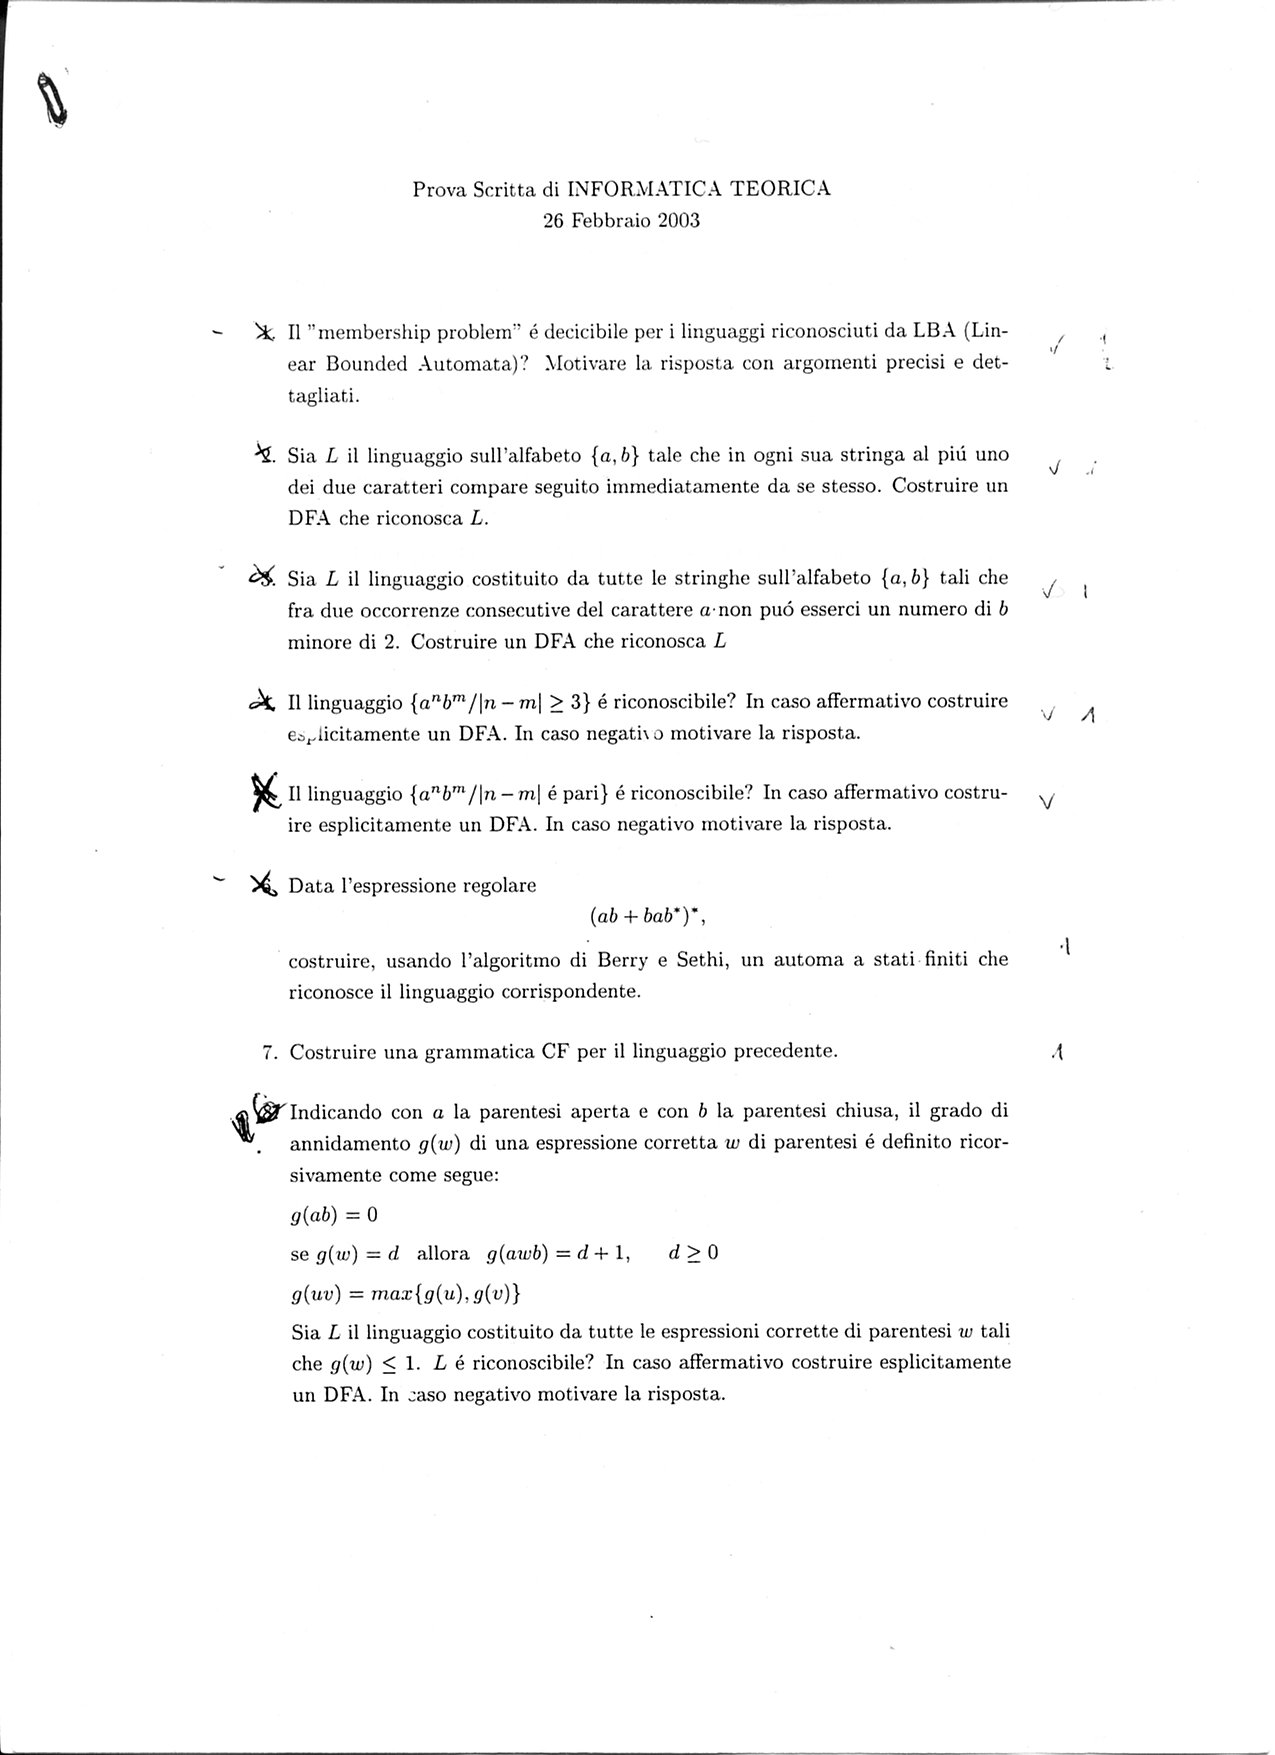 Prova Scritta di INFORMATICA TEORICA
26 Febbraio 2003
1. Il "membership problem" é decicibile per i linguaggi riconosciuti da LBA (Lin-
ear Bounded Automata)? Motivare la risposta con argomenti precisi e det-
tagliati.
2. Sia L il linguaggio sull'alfabeto {a, b} tale che in ogni sua stringa al piú uno
dei due caratteri compare seguito immediatamente da se stesso. Costruire un
DFA che riconosca L.
3. Sia L il linguaggio costituito da tutte le stringhe sull'alfabeto {a, b} tali che
fra due occorrenze consecutive del carattere a non puó esserci un numero di b
minore di 2. Costruire un DFA che riconosca L
Il linguaggio {aⁿbᵐ/|n − m| ≥ 3} é riconoscibile? In caso affermativo costruire
esplicitamente un DFA. In caso negativo motivare la risposta.
Il linguaggio {aⁿbᵐ/|n − m| é pari} é riconoscibile? In caso affermativo costru-
ire esplicitamente un DFA. In caso negativo motivare la risposta.
6. Data l'espressione regolare
(ab + bab*)*,
costruire, usando l'algoritmo di Berry e Sethi, un automa a stati finiti che
riconosce il linguaggio corrispondente.
7. Costruire una grammatica CF per il linguaggio precedente.
Indicando con a la parentesi aperta e con b la parentesi chiusa, il grado di
annidamento g(w) di una espressione corretta w di parentesi é definito ricor-
sivamente come segue:
g(ab) = 0
se g(w) = d allora g(awb) = d + 1, d ≥ 0
g(uv) = max{g(u), g(v)}
Sia L il linguaggio costituito da tutte le espressioni corrette di parentesi w tali
che g(w) ≤ 1. L é riconoscibile? In caso affermativo costruire esplicitamente
un DFA. In caso negativo motivare la risposta.